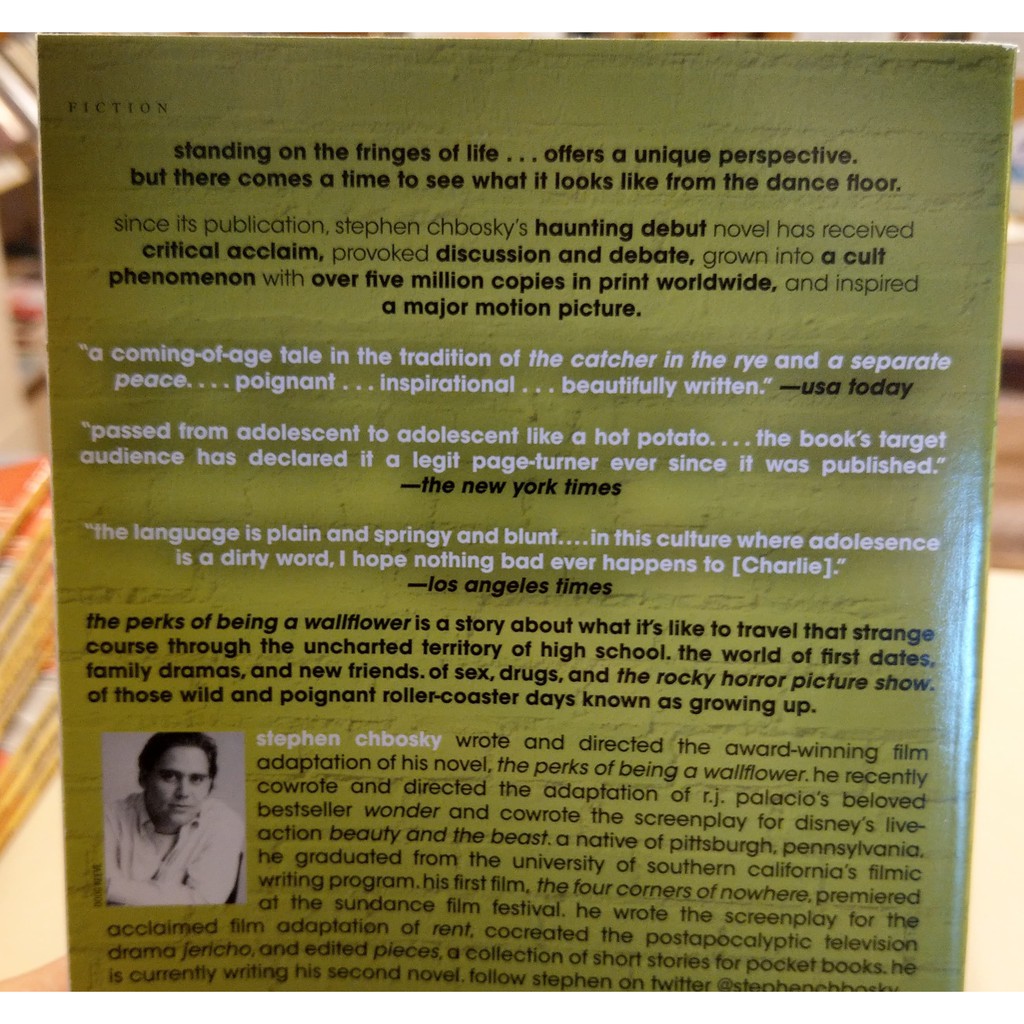 FICTION
standing on the fringes of life . . . offers a unique perspective.
but there comes a time to see what it looks like from the dance floor.
since its publication, stephen chbosky's haunting debut novel has received
critical acclaim, provoked discussion and debate, grown into a cult
phenomenon with over five million copies in print worldwide, and inspired
a major motion picture.
"a coming-of-age tale in the tradition of the catcher in the rye and a separate
peace. . . . poignant . . . inspirational . . . beautifully written." —usa today
"passed from adolescent to adolescent like a hot potato. . . . the book's target
audience has declared it a legit page-turner ever since it was published."
—the new york times
"the language is plain and springy and blunt. . . . in this culture where adolesence
is a dirty word, I hope nothing bad ever happens to [Charlie]."
—los angeles times
the perks of being a wallflower is a story about what it's like to travel that strange
course through the uncharted territory of high school. the world of first dates,
family dramas, and new friends. of sex, drugs, and the rocky horror picture show.
of those wild and poignant roller-coaster days known as growing up.
stephen chbosky wrote and directed the award-winning film
adaptation of his novel, the perks of being a wallflower. he recently
cowrote and directed the adaptation of r.j. palacio's beloved
bestseller wonder and cowrote the screenplay for disney's live-
action beauty and the beast. a native of pittsburgh, pennsylvania,
he graduated from the university of southern california's filmic
writing program. his first film, the four corners of nowhere, premiered
at the sundance film festival. he wrote the screenplay for the
acclaimed film adaptation of rent, cocreated the postapocalyptic television
drama jericho, and edited pieces, a collection of short stories for pocket books. he
is currently writing his second novel. follow stephen on twitter @stephenchbosky.